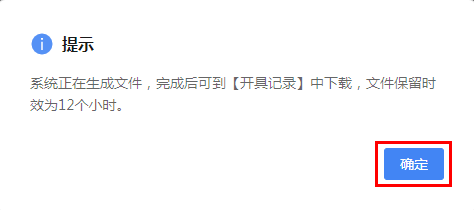 提示
系统正在生成文件，完成后可到【开具记录】中下载，文件保留时
效为12个小时。
确定